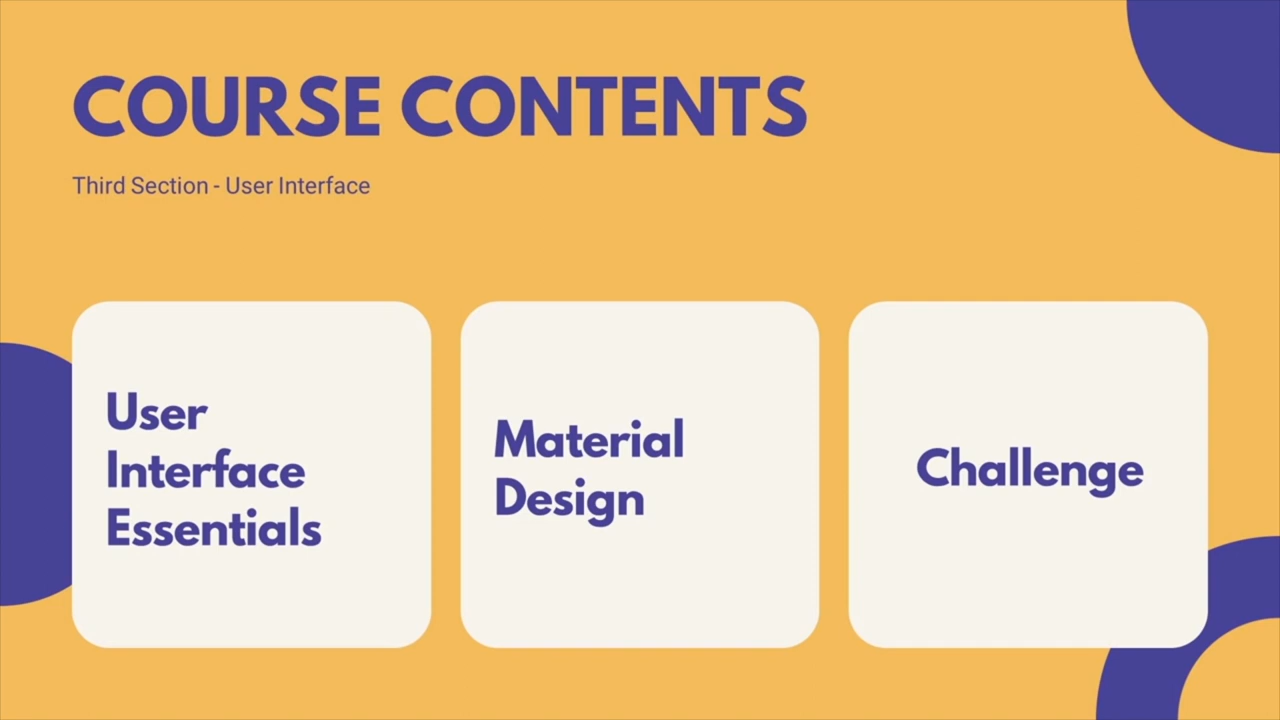 COURSE CONTENTS
Third Section - User Interface
User
Interface
Essentials
Material
Design
Challenge